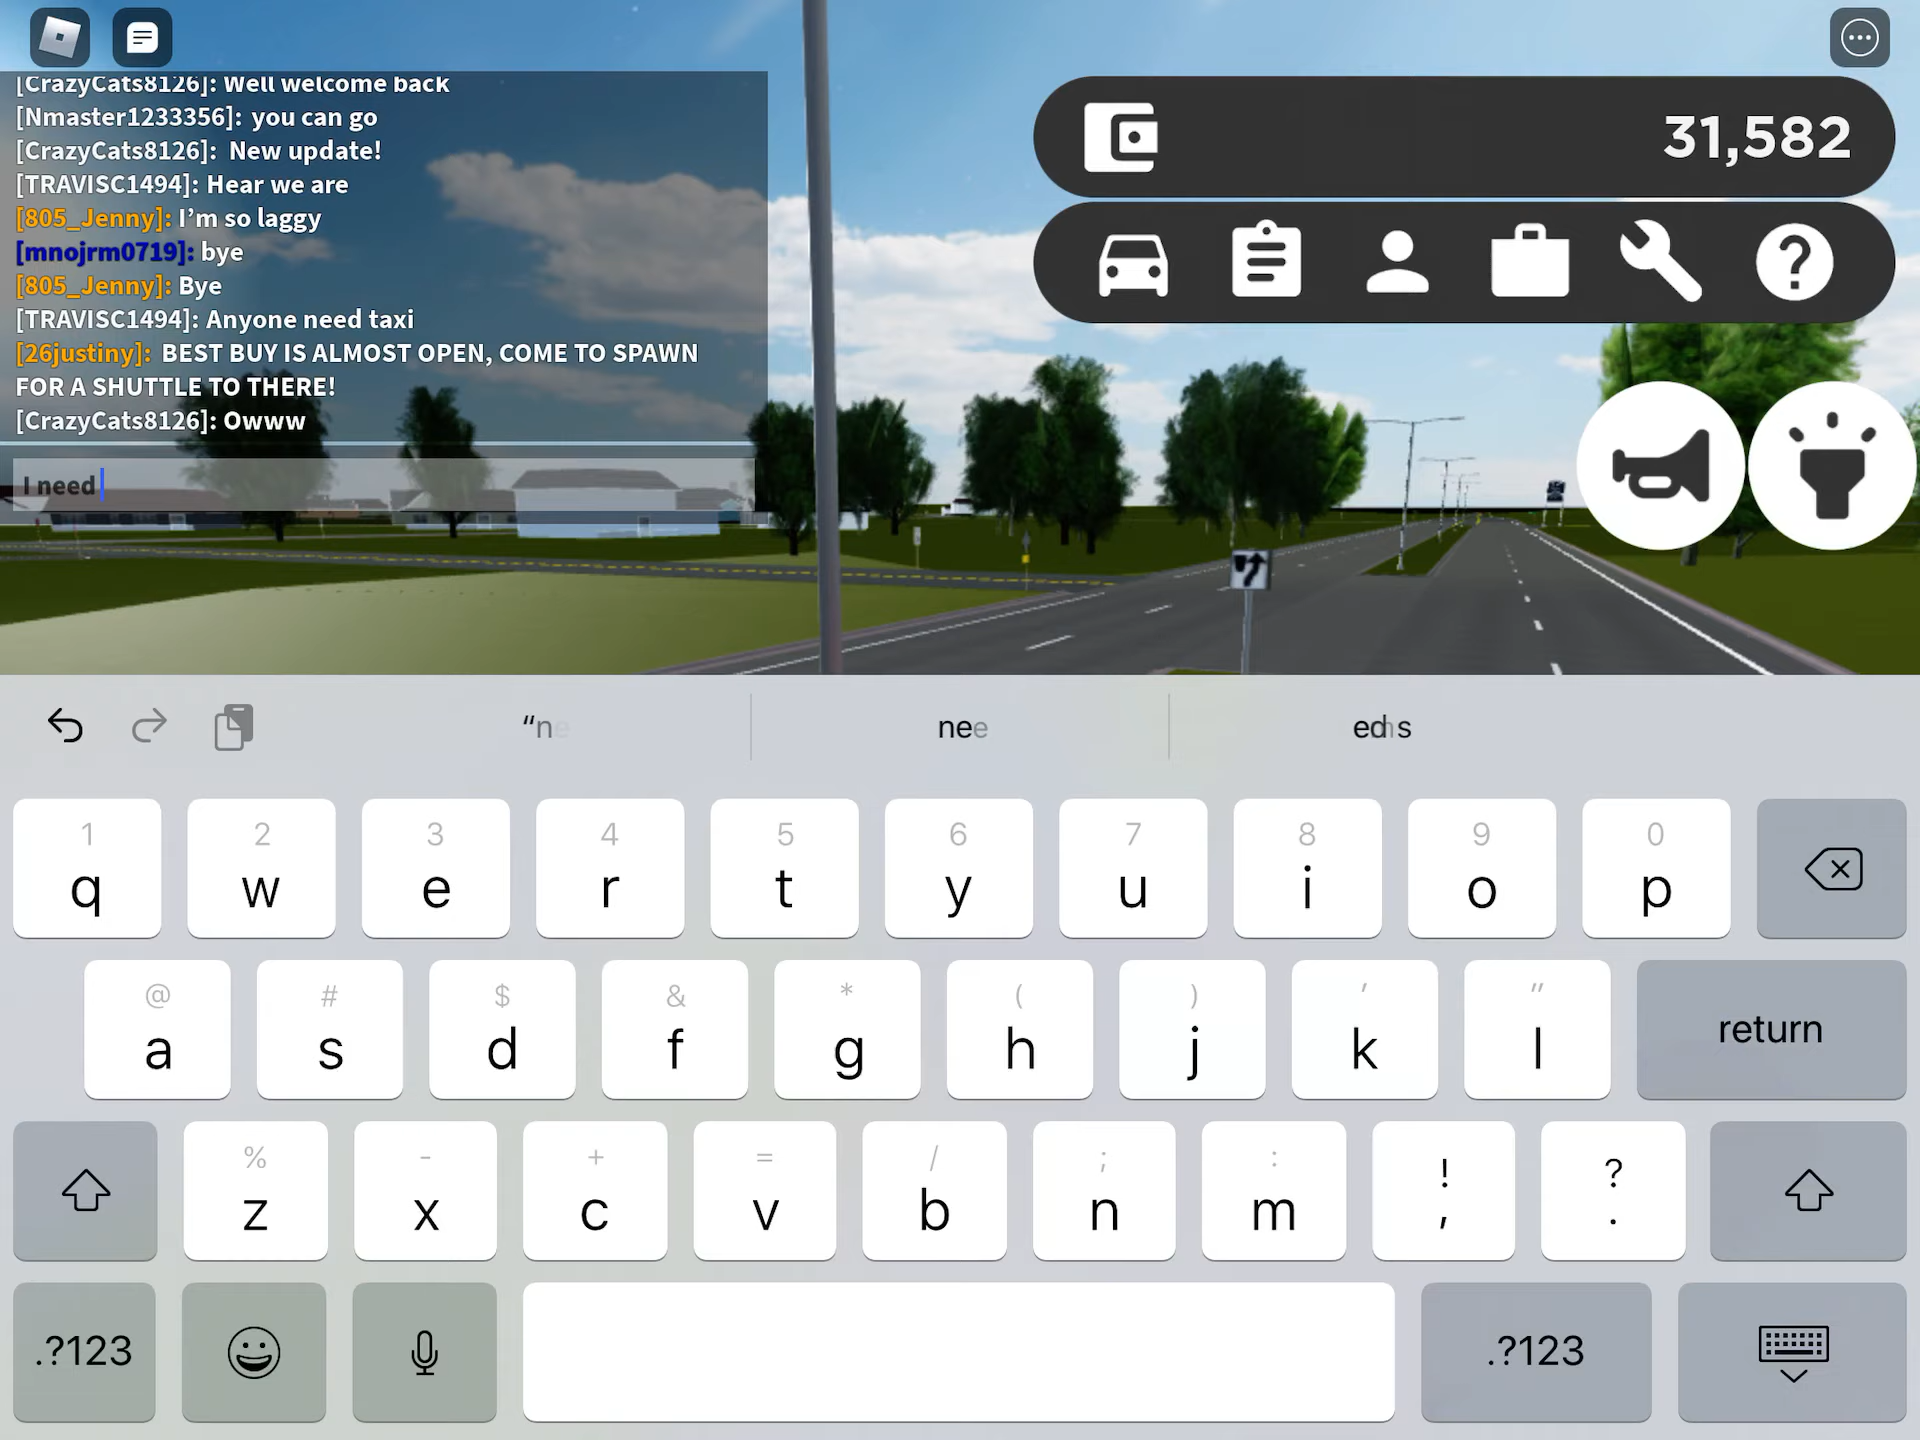 [CrazyCats8126]: Well welcome back
[Nmaster1233356]: you can go
[CrazyCats8126]: New update!
[TRAVISC1494]: Hear we are
[805_Jenny]: I'm so laggy
[mnojrm0719]: bye
[805_Jenny]: Bye
[TRAVISC1494]: Anyone need taxi
[26justiny]: BEST BUY IS ALMOST OPEN, COME TO SPAWN
FOR A SHUTTLE TO THERE!
[CrazyCats8126]: Owww
I need
31,582
“ne nee
1 2 3 4 5 6 7 8 9 0
q w e r t y u i o p
@ # $ & * ( ) ' "
a s d f g h j k l return
% - + = / ; : ! ?
z x c v b n m , .
.?123 .?123